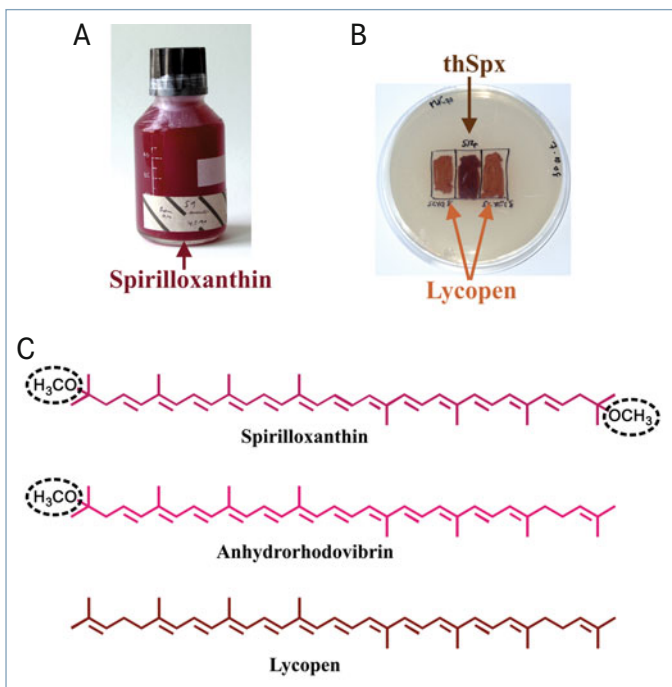 A
B
thSpx
Spirilloxanthin
Lycopen
C
H₃CO
OCH₃
Spirilloxanthin
H₃CO
Anhydrorhodovibrin
Lycopen